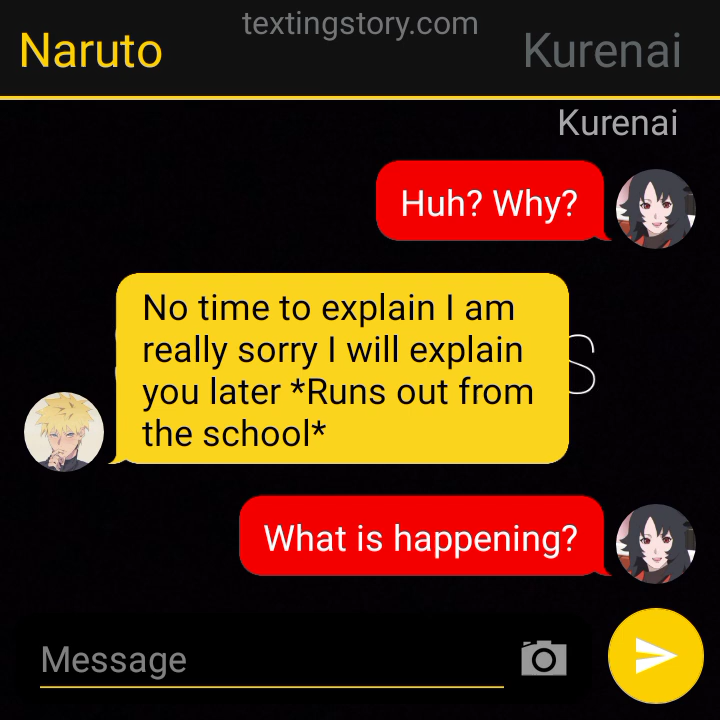 textingstory.com
Naruto
Kurenai
Kurenai
Huh? Why?
No time to explain I am
really sorry I will explain
you later *Runs out from
the school*
What is happening?
Message